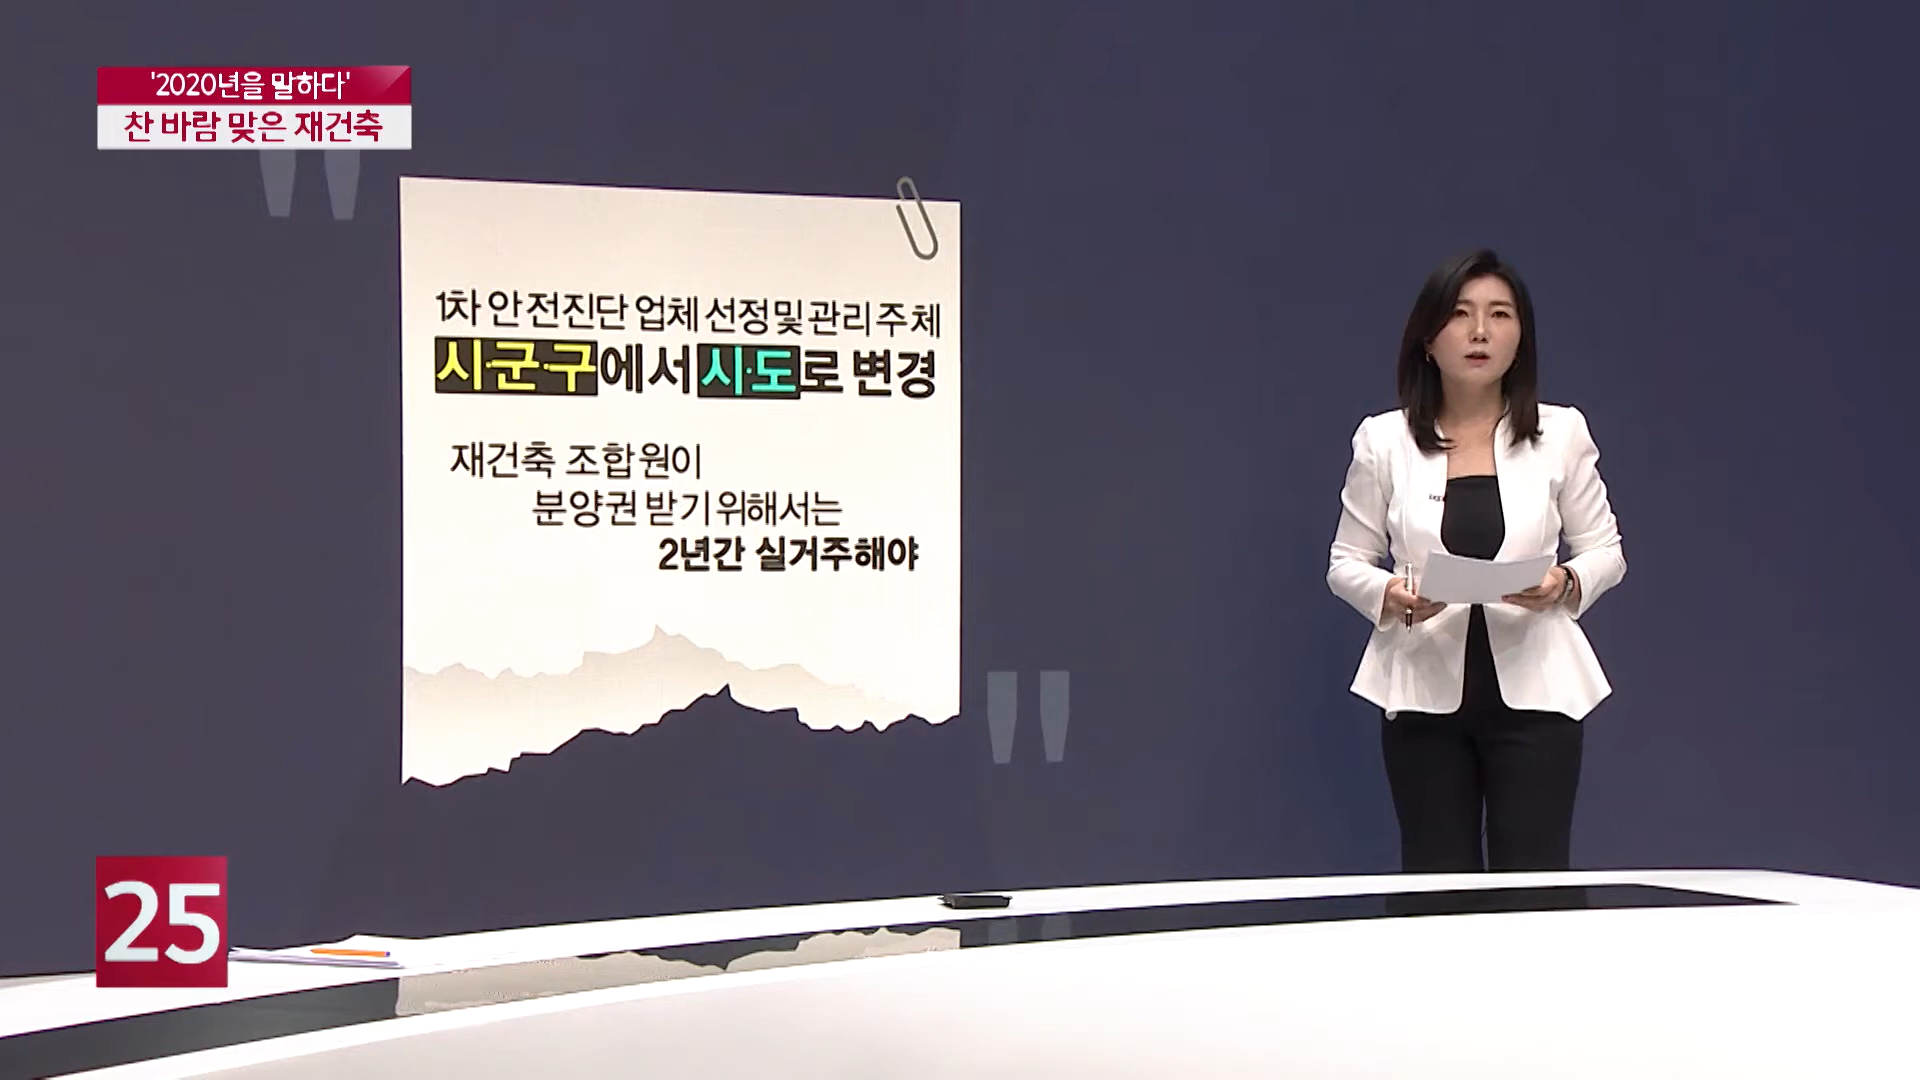 '2020년을 말하다'
찬 바람 맞은 재건축
1차 안전진단 업체 선정 및 관리 주체
시·군·구에서 시·도로 변경
재건축 조합원이
분양권 받기 위해서는
2년간 실거주해야
25